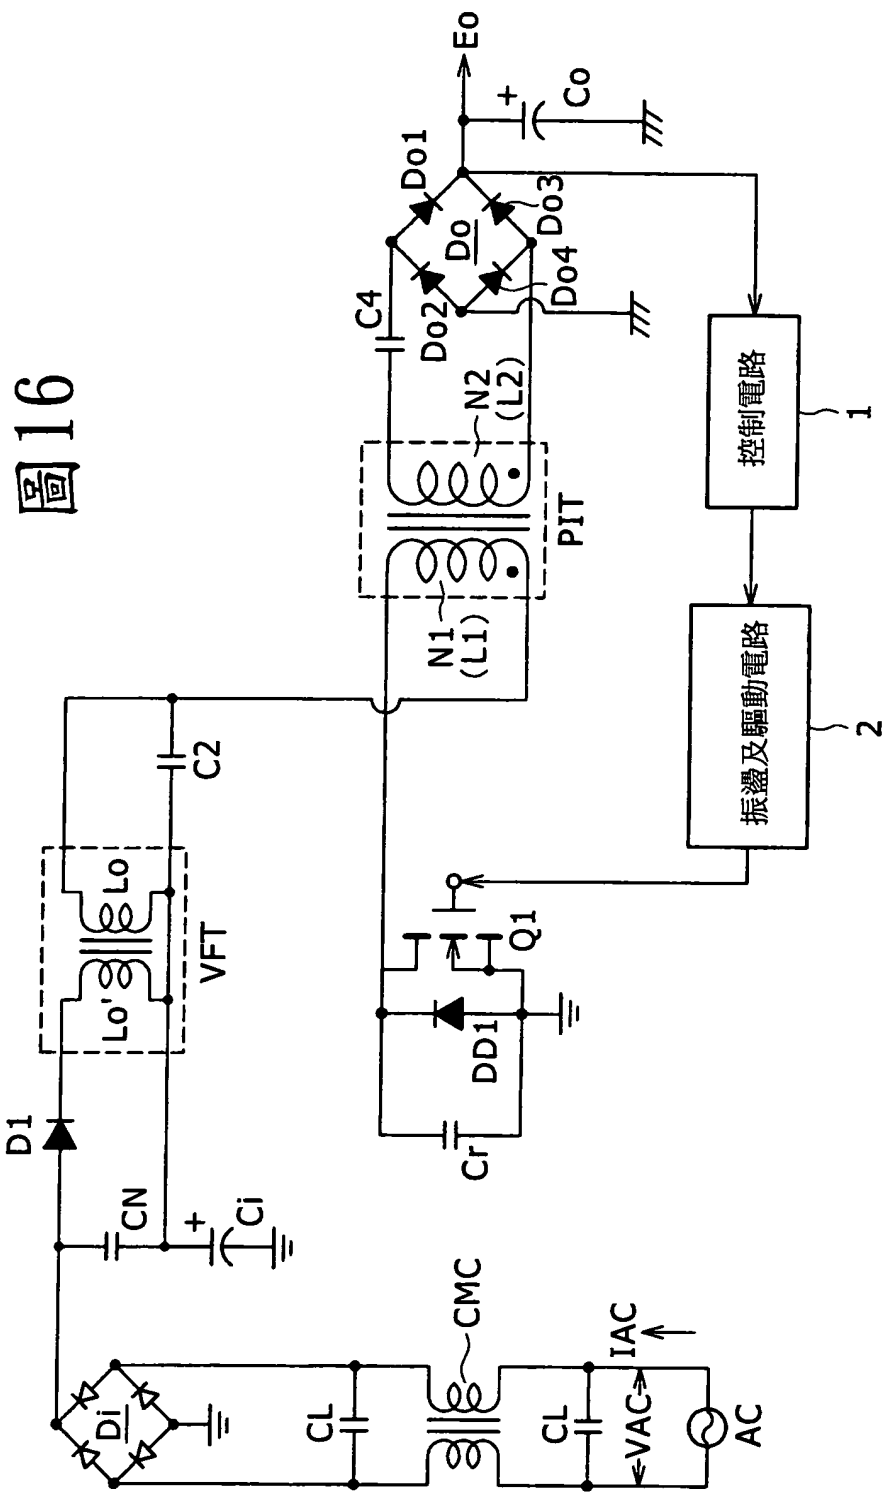 圖16
D1
Lo'
Lo
VFT
C2
CN
+
Ci
Di
CL
CMC
CL
VAC
IAC
AC
Cr
DD1
Q1
N1
(L1)
N2
(L2)
PIT
C4
Do1
Do2
Do
Do3
Do4
Eo
+
Co
控制電路
1
振盪及驅動電路
2